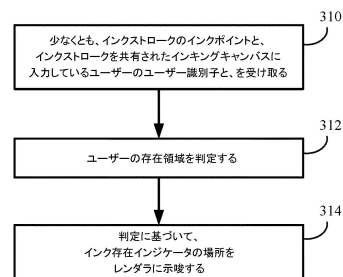 310
少なくとも、インクストロークのインクポイントと、
インクストロークを共有されたインキングキャンバスに
入力しているユーザーのユーザー識別子と、を受け取る
312
ユーザーの存在領域を判定する
314
判定に基づいて、
インク存在インジケータの場所を
レンダラに示唆する